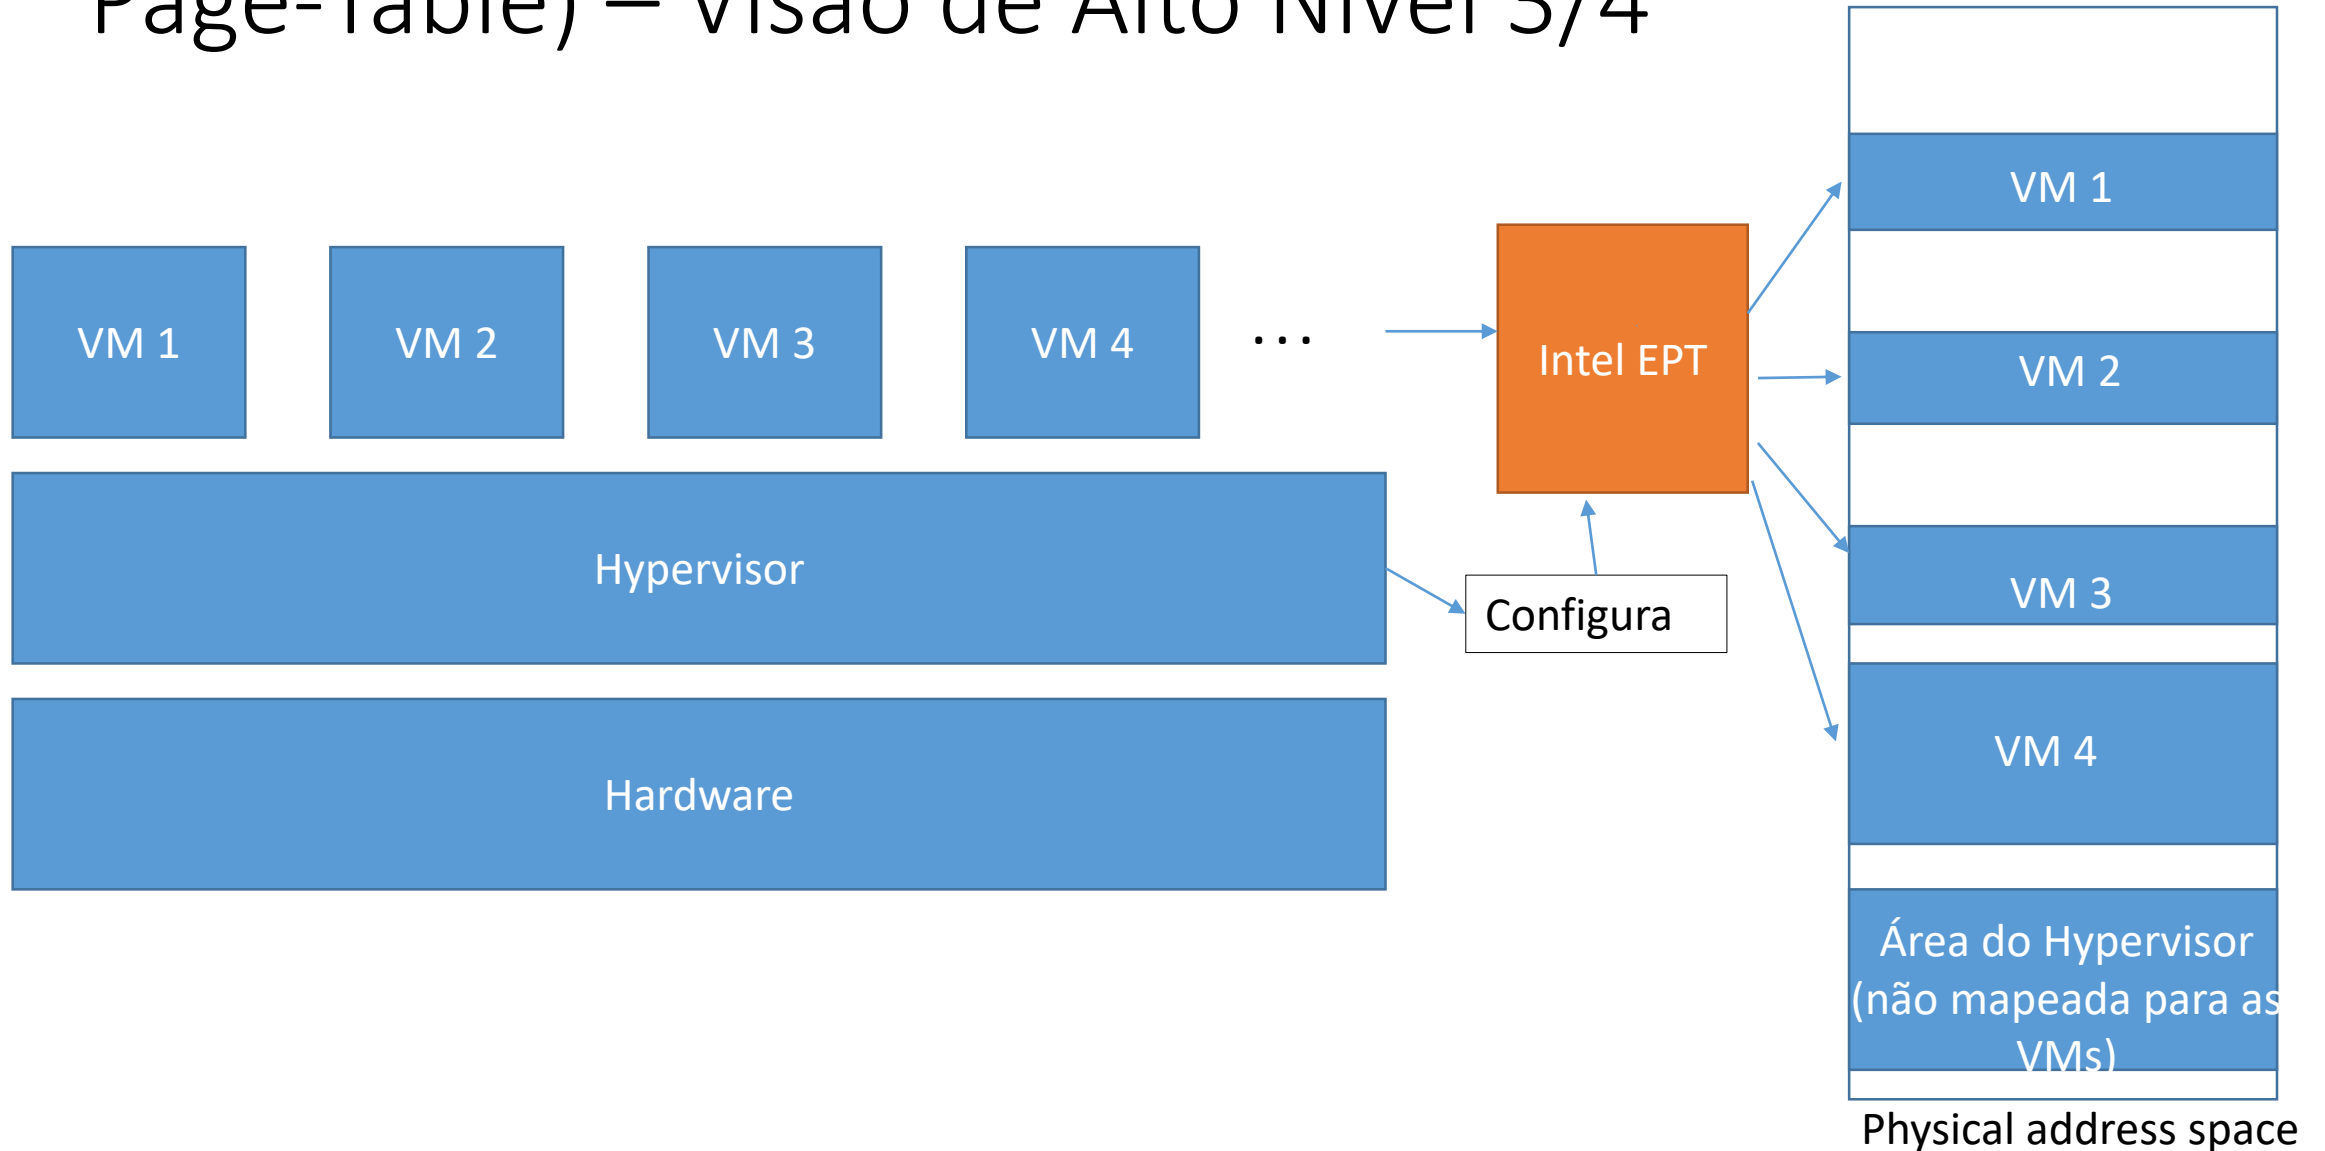 Page-Table) – Visão de Alto Nível 3/4
VM 1
VM 2
VM 3
VM 4
...
Intel EPT
Hypervisor
Configura
Hardware
VM 1
VM 2
VM 3
VM 4
Área do Hypervisor
(não mapeada para as
VMs)
Physical address space